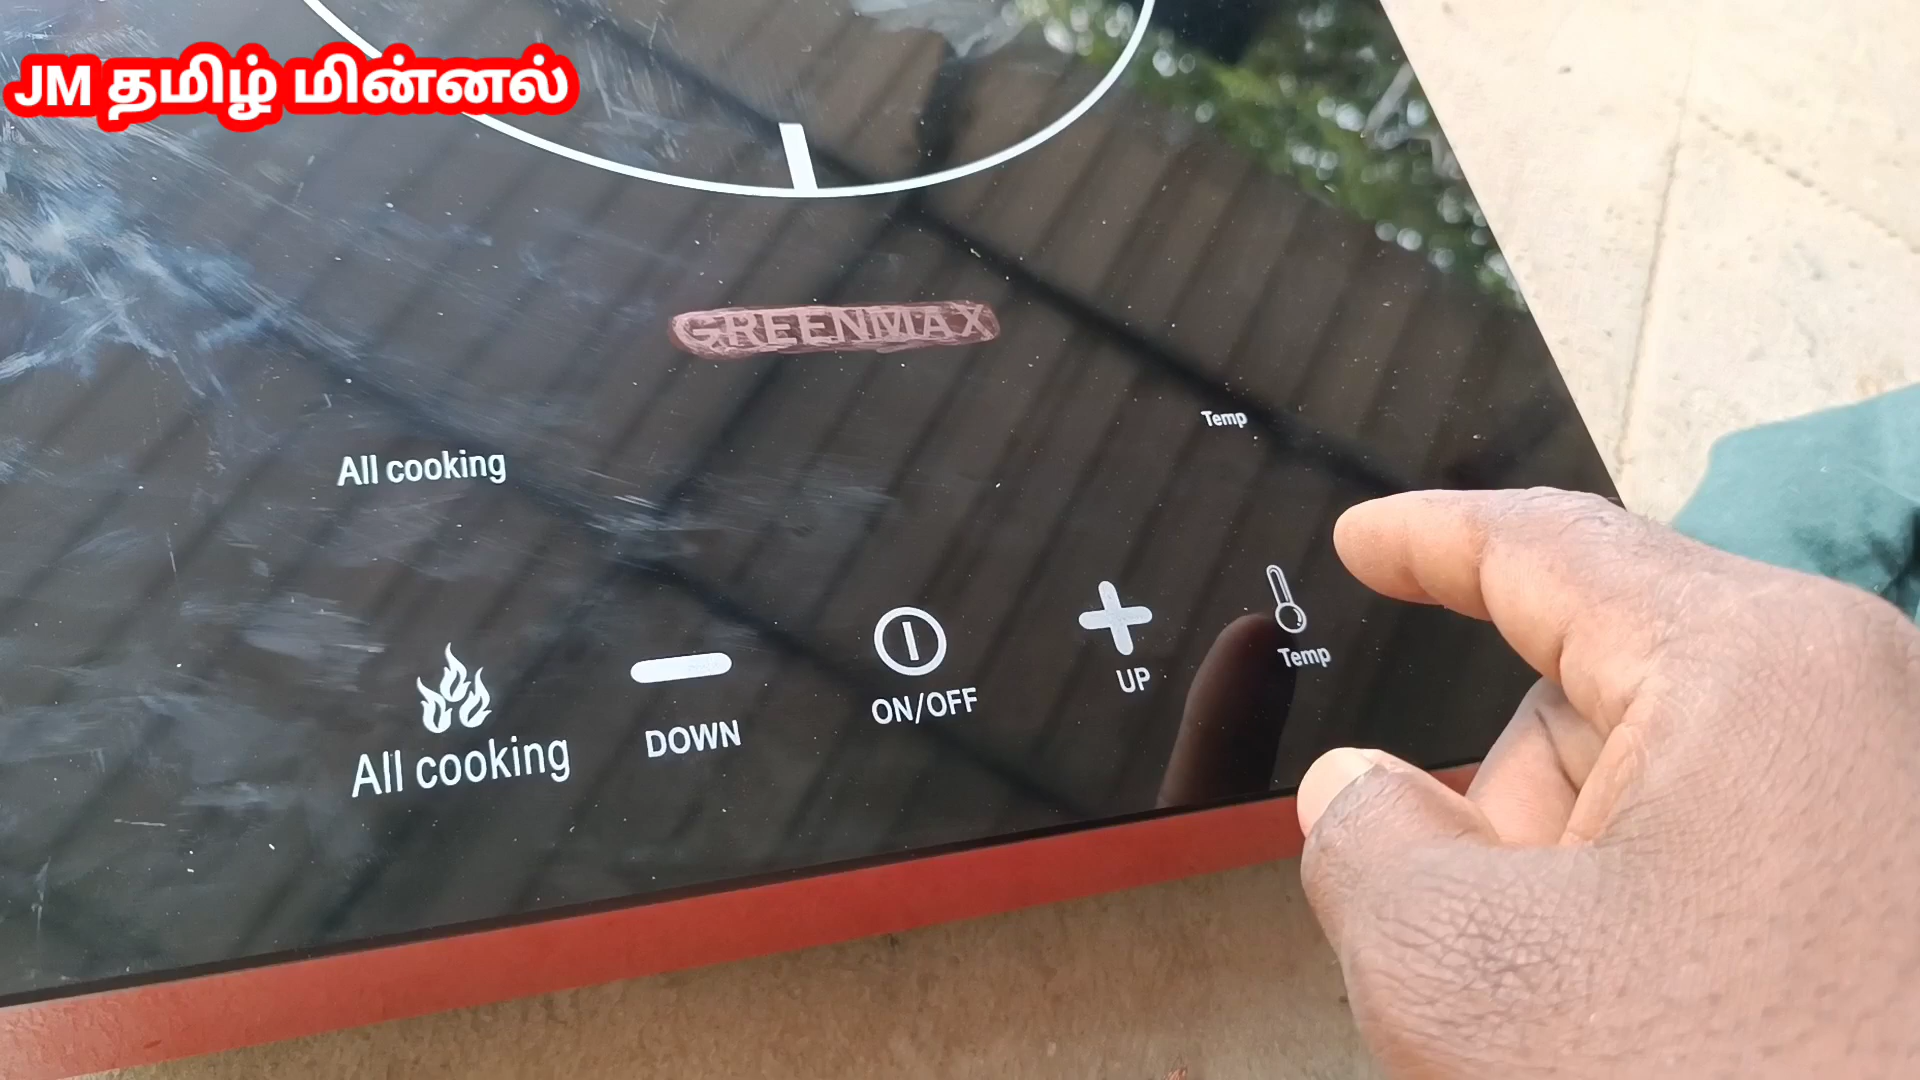 JM தமிழ் மின்னல்
GREENMAX
Temp
All cooking
All cooking
DOWN
ON/OFF
UP
Temp